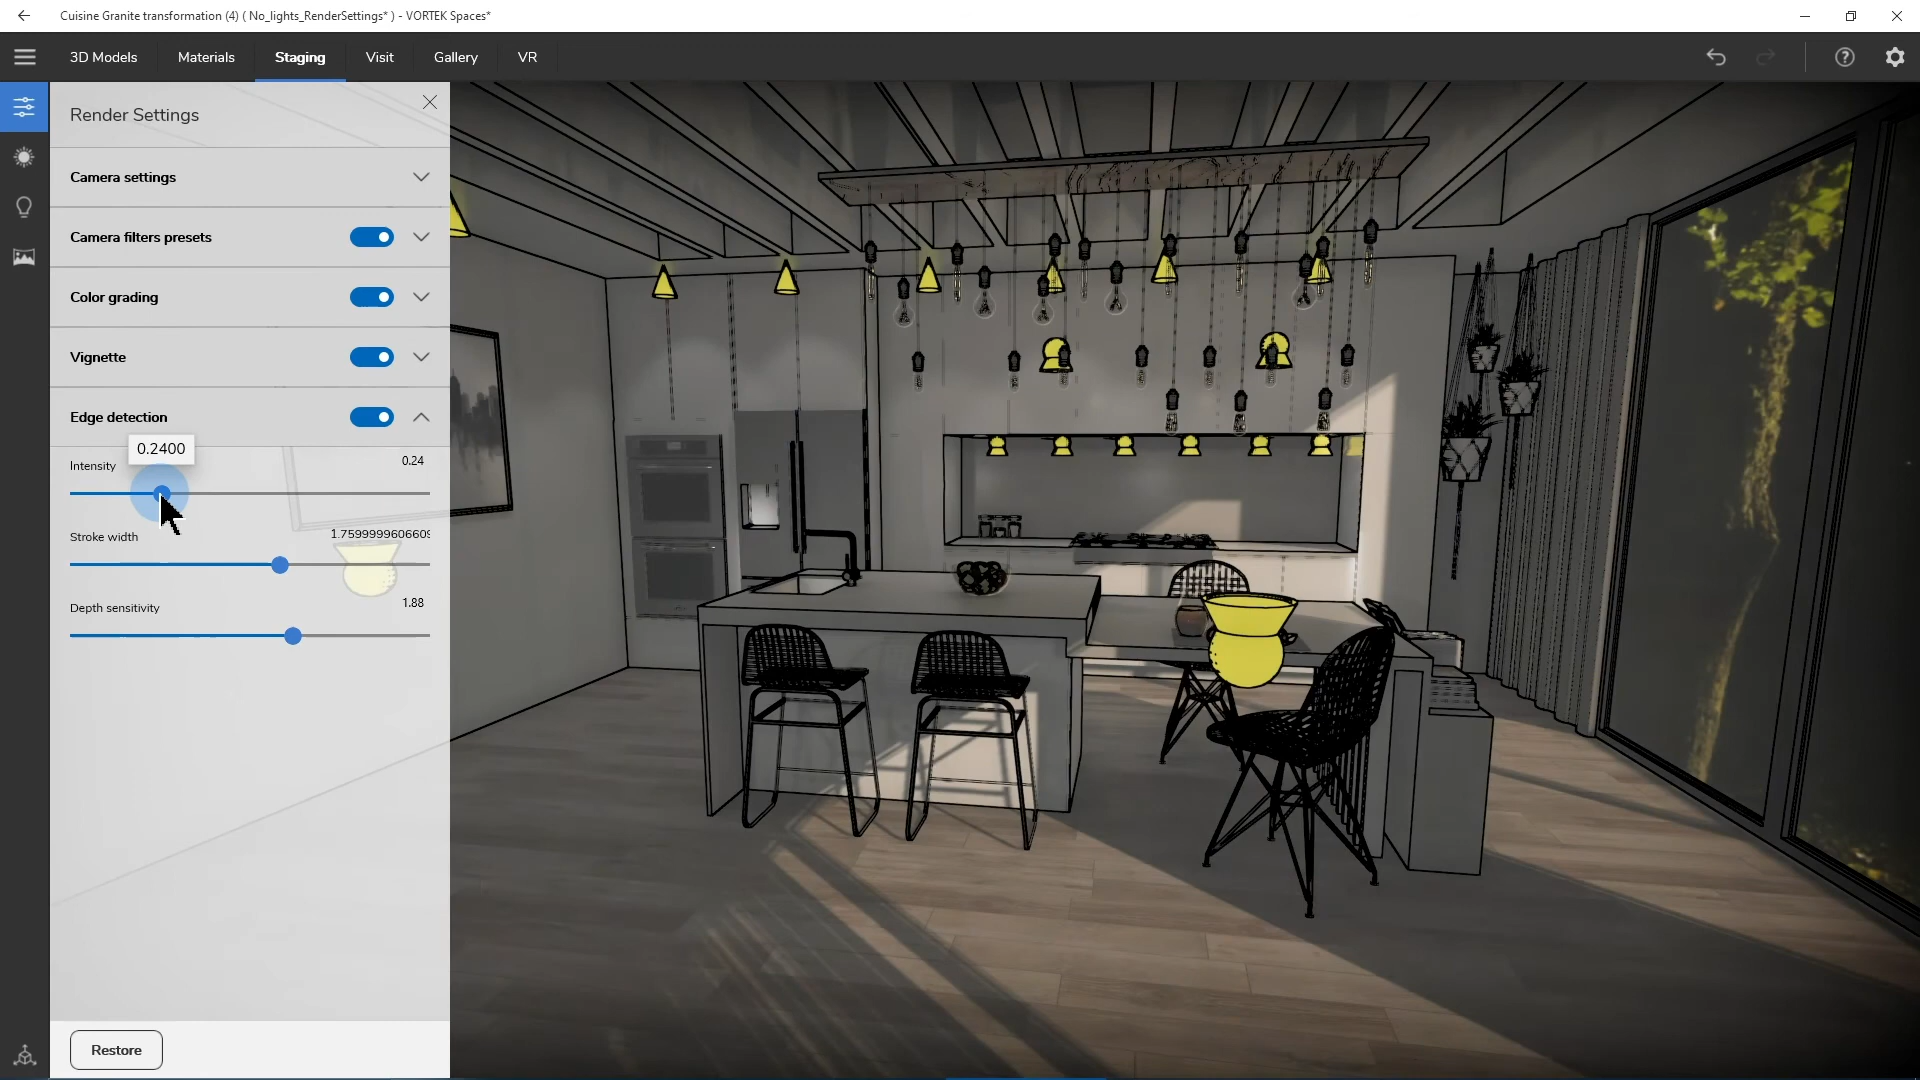 Cuisine Granite transformation (4) ( No_lights_RenderSettings* ) - VORTEK Spaces*
3D Models Materials Staging Visit Gallery VR
Render Settings
Camera settings
Camera filters presets
Color grading
Vignette
Edge detection
0.2400
Intensity 0.24
Stroke width 1.7599999606609
Depth sensitivity 1.88
Restore